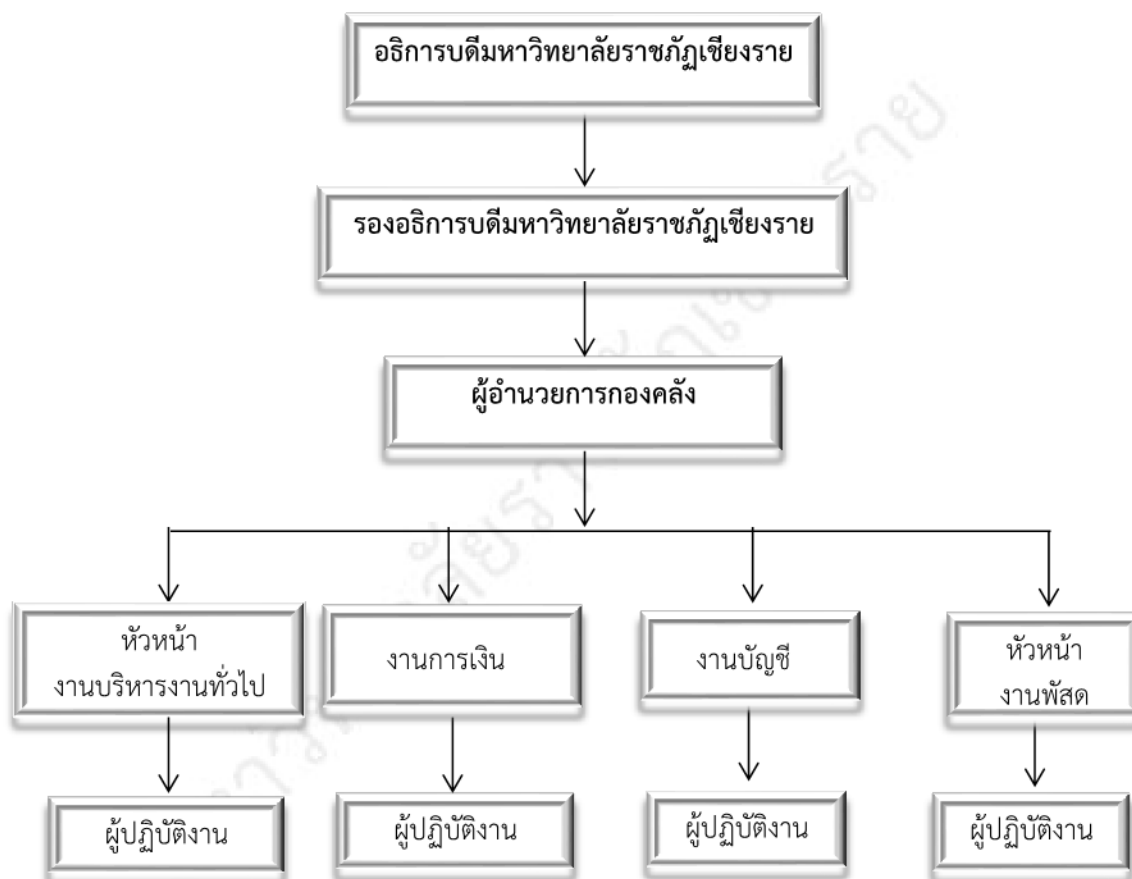 อธิการบดีมหาวิทยาลัยราชภัฏเชียงราย
รองอธิการบดีมหาวิทยาลัยราชภัฏเชียงราย
ผู้อำนวยการกองคลัง
หัวหน้า
งานบริหารงานทั่วไป
งานการเงิน
งานบัญชี
หัวหน้า
งานพัสด
ผู้ปฏิบัติงาน
ผู้ปฏิบัติงาน
ผู้ปฏิบัติงาน
ผู้ปฏิบัติงาน